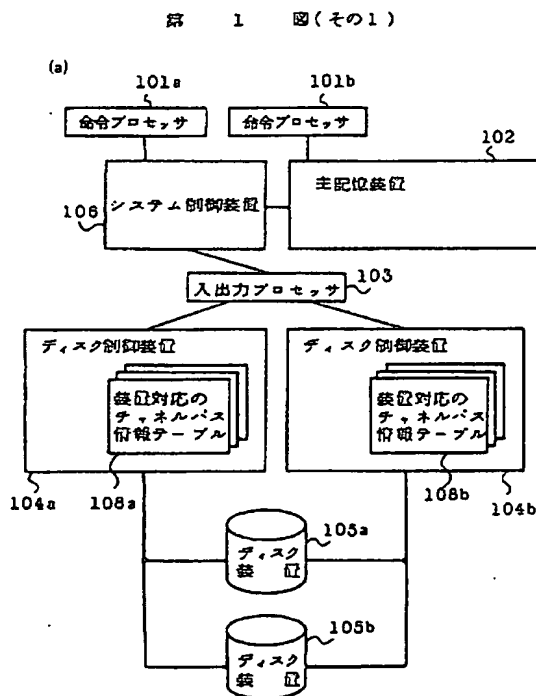 第 1 図(その1)
(a)
101a
101b
命令プロセッサ
命令プロセッサ
102
106
システム制御装置
主記憶装置
103
入出力プロセッサ
ディスク制御装置
ディスク制御装置
装置対応の
チャネルパス
情報テーブル
装置対応の
チャネルパス
情報テーブル
104a
108a
108b
104b
105a
ディスク
装 置
105b
ディスク
装 置